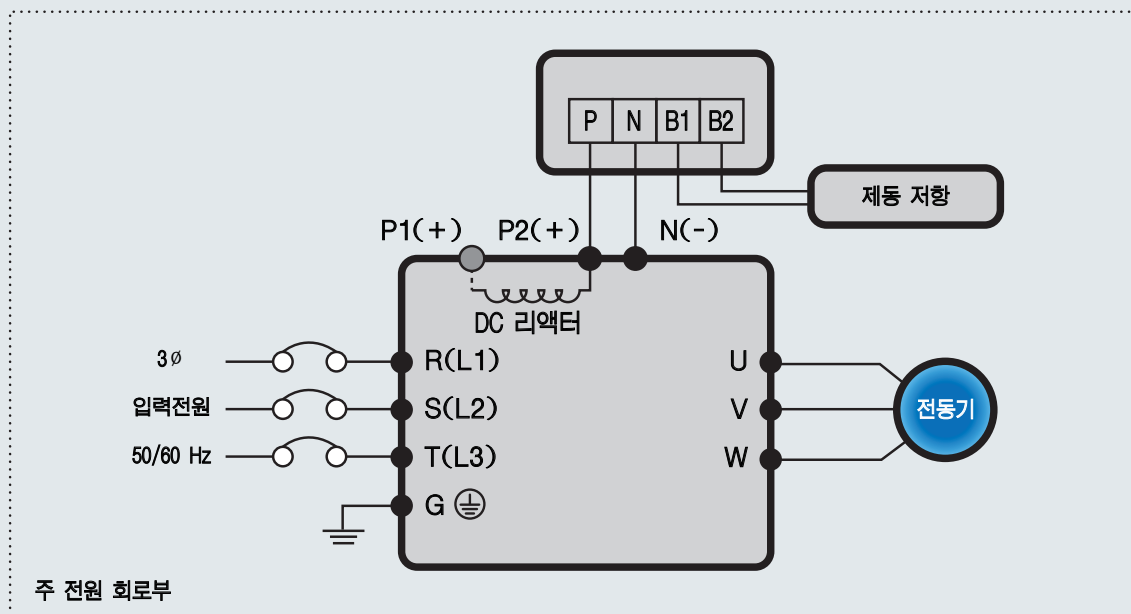 P N B1 B2
제동 저항
P1(+) P2(+) N(-)
DC 리액터
3Ø R(L1) U
입력전원 S(L2) V 전동기
50/60 Hz T(L3) W
G
주 전원 회로부